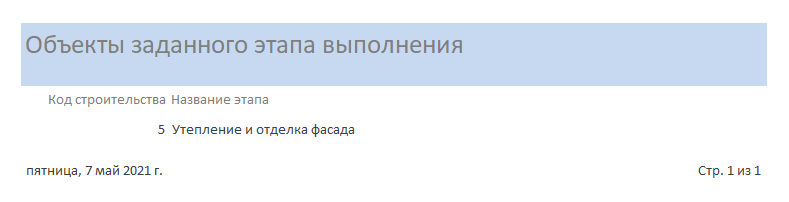 Объекты заданного этапа выполнения
Код строительства Название этапа
5 Утепление и отделка фасада
пятница, 7 май 2021 г. Стр. 1 из 1